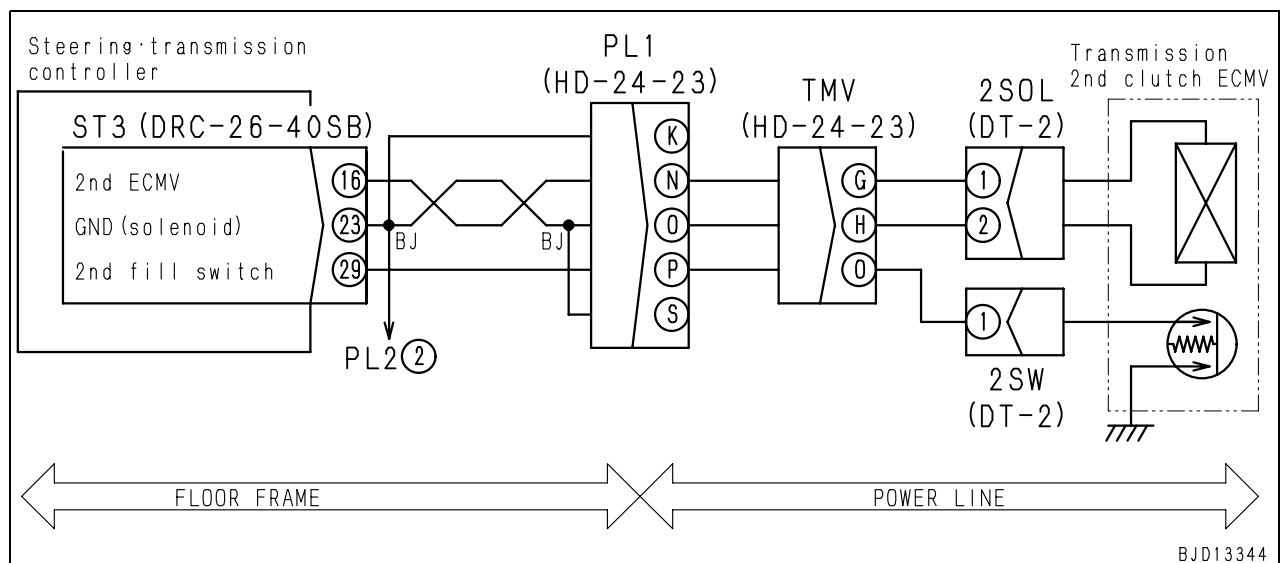 Steering·transmission
controller
ST3 (DRC-26-40SB)
2nd ECMV
GND (solenoid)
2nd fill switch
16
23
29
BJ
BJ
PL2 2
PL1
(HD-24-23)
K
N
O
P
S
TMV
(HD-24-23)
G
H
O
2SOL
(DT-2)
1
2
1
2SW
(DT-2)
Transmission
2nd clutch ECMV
FLOOR FRAME
POWER LINE
BJD13344